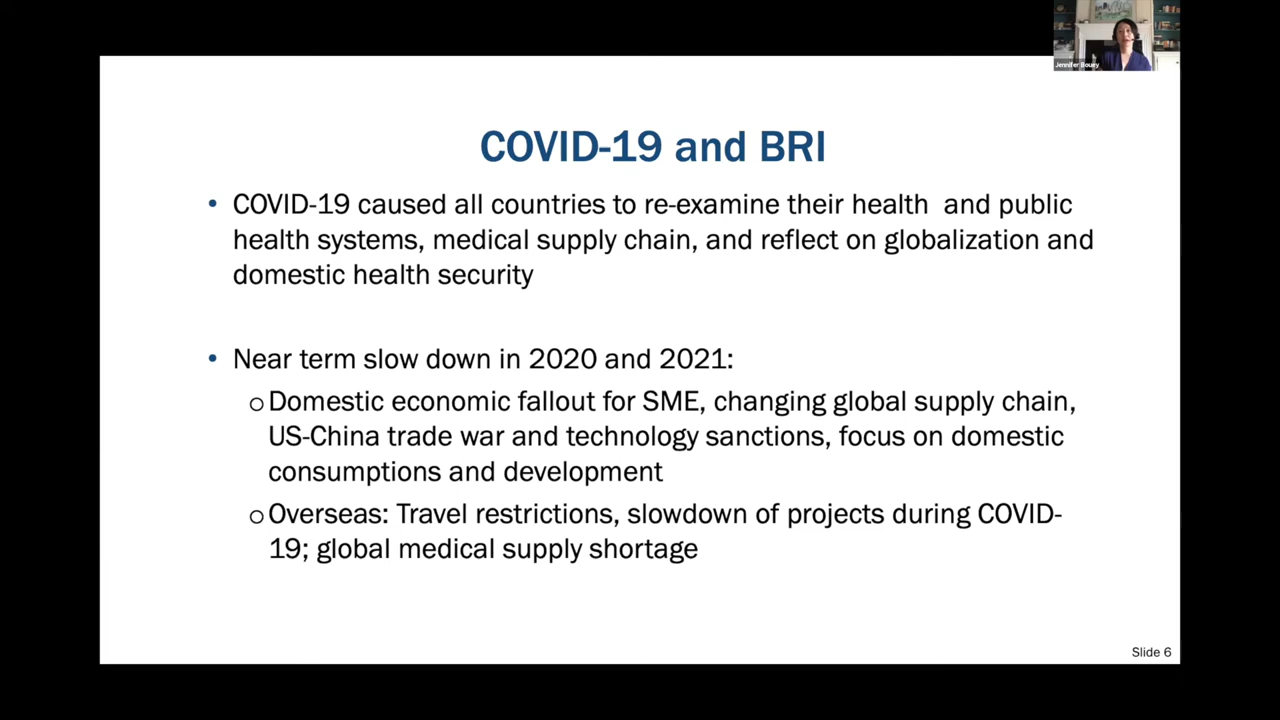 Jennifer Bouey
COVID-19 and BRI
• COVID-19 caused all countries to re-examine their health  and public
health systems, medical supply chain, and reflect on globalization and
domestic health security
• Near term slow down in 2020 and 2021:
o Domestic economic fallout for SME, changing global supply chain,
US-China trade war and technology sanctions, focus on domestic
consumptions and development
o Overseas: Travel restrictions, slowdown of projects during COVID-
19; global medical supply shortage
Slide 6